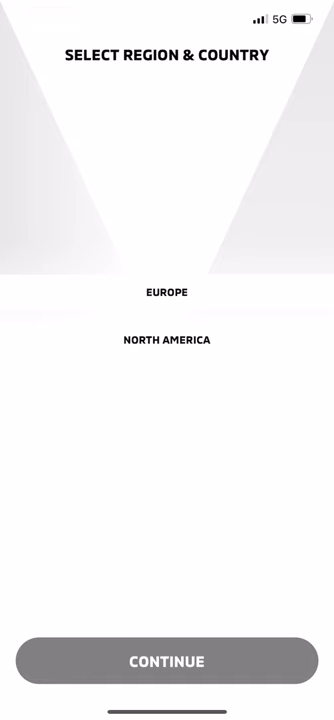 5G
SELECT REGION & COUNTRY
EUROPE
NORTH AMERICA
CONTINUE